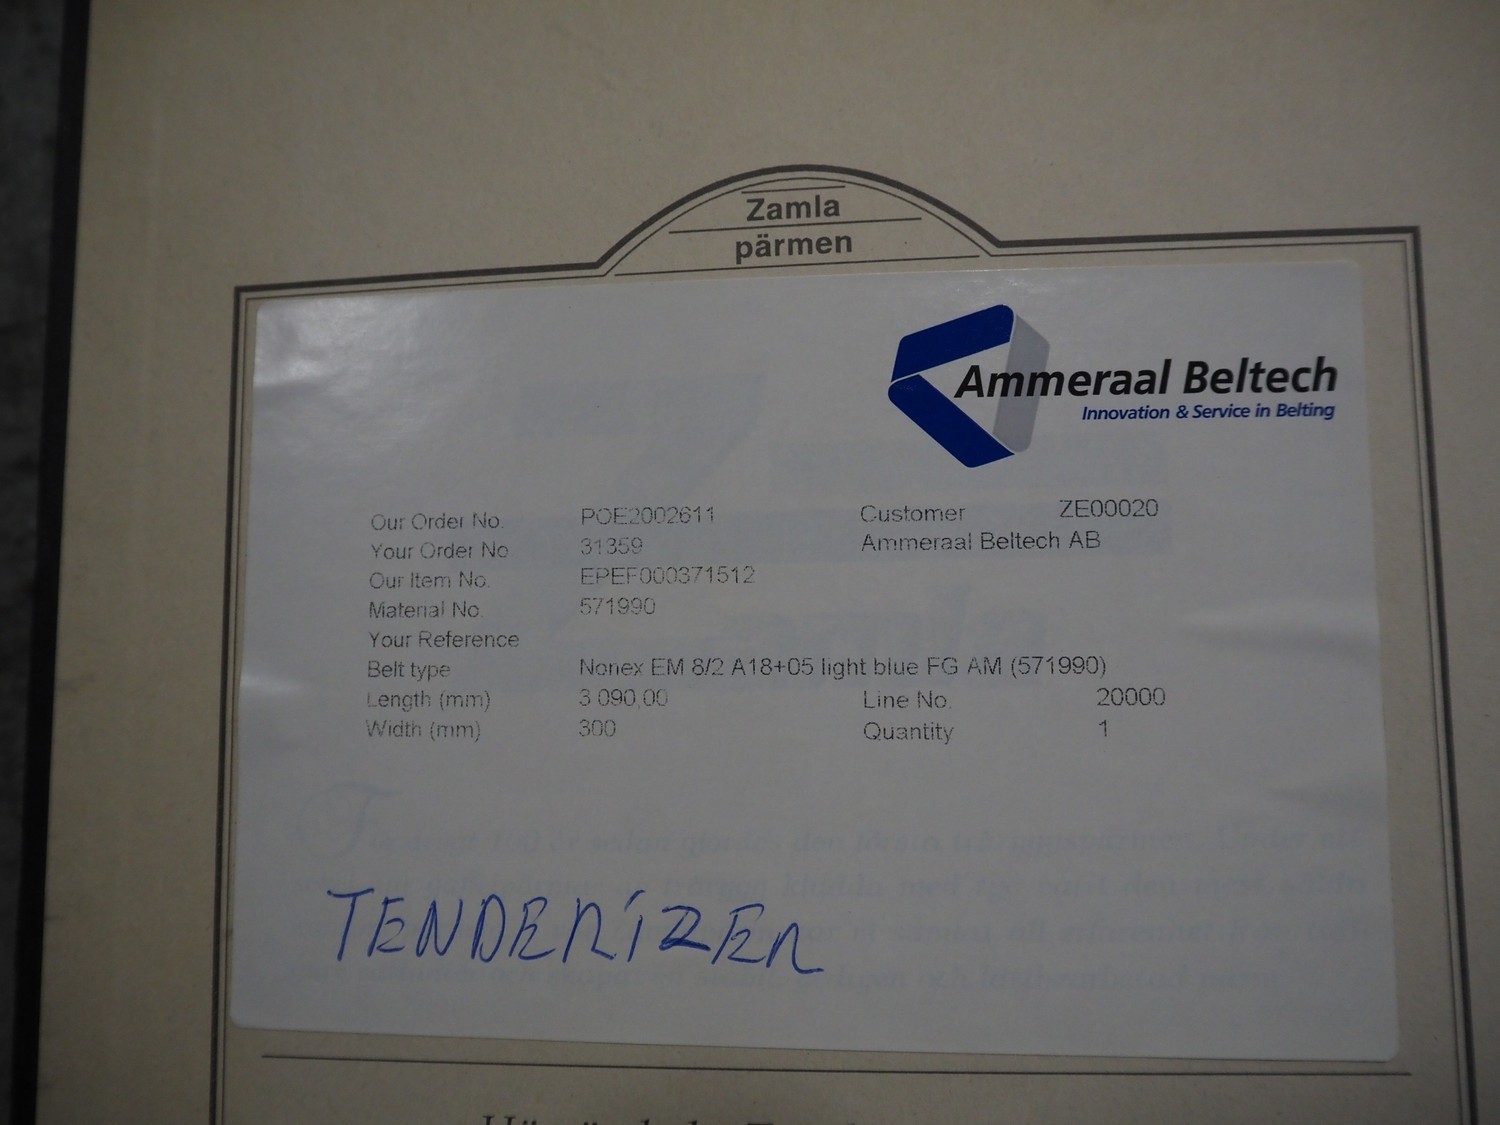 Zamla
pärmen
Ammeraal Beltech
Innovation & Service in Belting
Our Order No. POE2002611 Customer ZE00020
Your Order No 31359 Ammeraal Beltech AB
Our Item No. EPEF000371512
Material No. 571990
Your Reference
Belt type Nonex EM 8/2 A18+05 light blue FG AM (571990)
Length (mm) 3 090,00 Line No. 20000
Width (mm) 300 Quantity 1
TENDERIZER